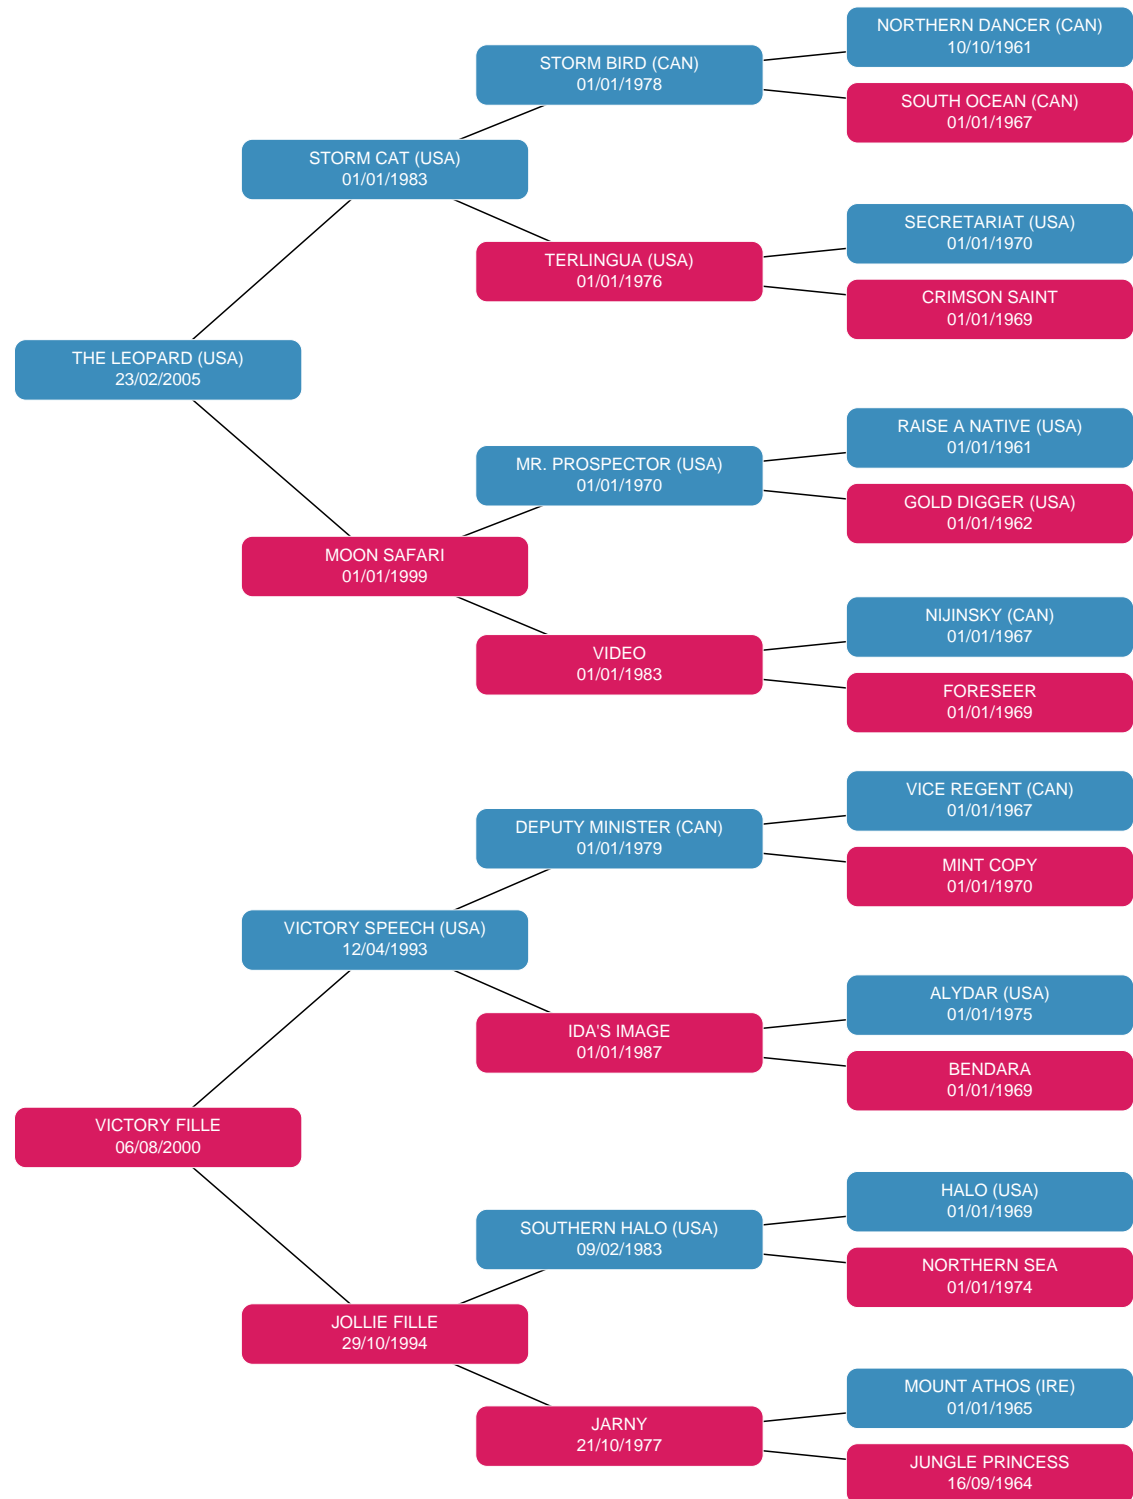 NORTHERN DANCER (CAN)
10/10/1961
STORM BIRD (CAN)
01/01/1978
SOUTH OCEAN (CAN)
01/01/1967
STORM CAT (USA)
01/01/1983
SECRETARIAT (USA)
01/01/1970
TERLINGUA (USA)
01/01/1976
CRIMSON SAINT
01/01/1969
THE LEOPARD (USA)
23/02/2005
RAISE A NATIVE (USA)
01/01/1961
MR. PROSPECTOR (USA)
01/01/1970
GOLD DIGGER (USA)
01/01/1962
MOON SAFARI
01/01/1999
NIJINSKY (CAN)
01/01/1967
VIDEO
01/01/1983
FORESEER
01/01/1969
VICE REGENT (CAN)
01/01/1967
DEPUTY MINISTER (CAN)
01/01/1979
MINT COPY
01/01/1970
VICTORY SPEECH (USA)
12/04/1993
ALYDAR (USA)
01/01/1975
IDA'S IMAGE
01/01/1987
BENDARA
01/01/1969
VICTORY FILLE
06/08/2000
HALO (USA)
01/01/1969
SOUTHERN HALO (USA)
09/02/1983
NORTHERN SEA
01/01/1974
JOLLIE FILLE
29/10/1994
MOUNT ATHOS (IRE)
01/01/1965
JARNY
21/10/1977
JUNGLE PRINCESS
16/09/1964